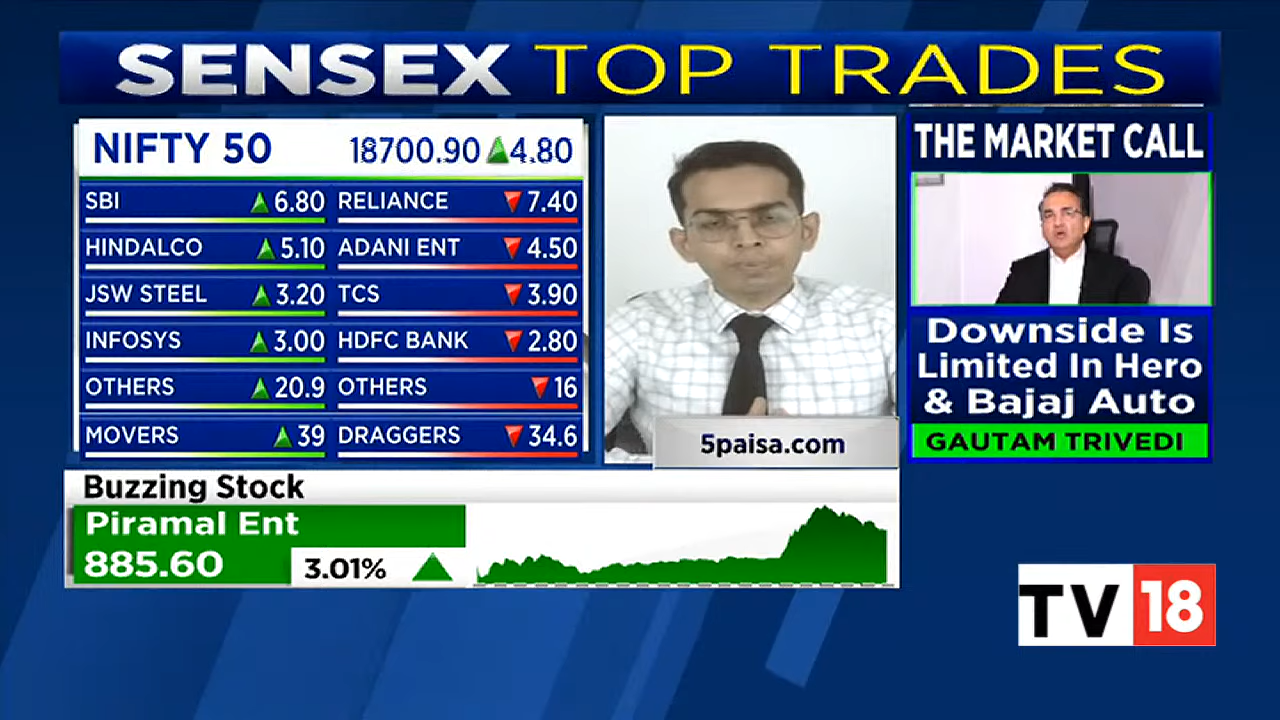 SENSEX TOP TRADES
NIFTY 50 18700.90 ▲4.80
SBI ▲6.80 RELIANCE ▼7.40
HINDALCO ▲5.10 ADANI ENT ▼4.50
JSW STEEL ▲3.20 TCS ▼3.90
INFOSYS ▲3.00 HDFC BANK ▼2.80
OTHERS ▲20.9 OTHERS ▼16
MOVERS ▲39 DRAGGERS ▼34.6
5paisa.com
THE MARKET CALL
Downside Is
Limited In Hero
& Bajaj Auto
GAUTAM TRIVEDI
Buzzing Stock
Piramal Ent
885.60 3.01% ▲
TV18